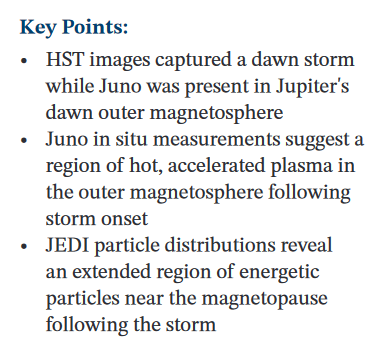 Key Points:
• HST images captured a dawn storm
while Juno was present in Jupiter's
dawn outer magnetosphere
• Juno in situ measurements suggest a
region of hot, accelerated plasma in
the outer magnetosphere following
storm onset
• JEDI particle distributions reveal
an extended region of energetic
particles near the magnetopause
following the storm